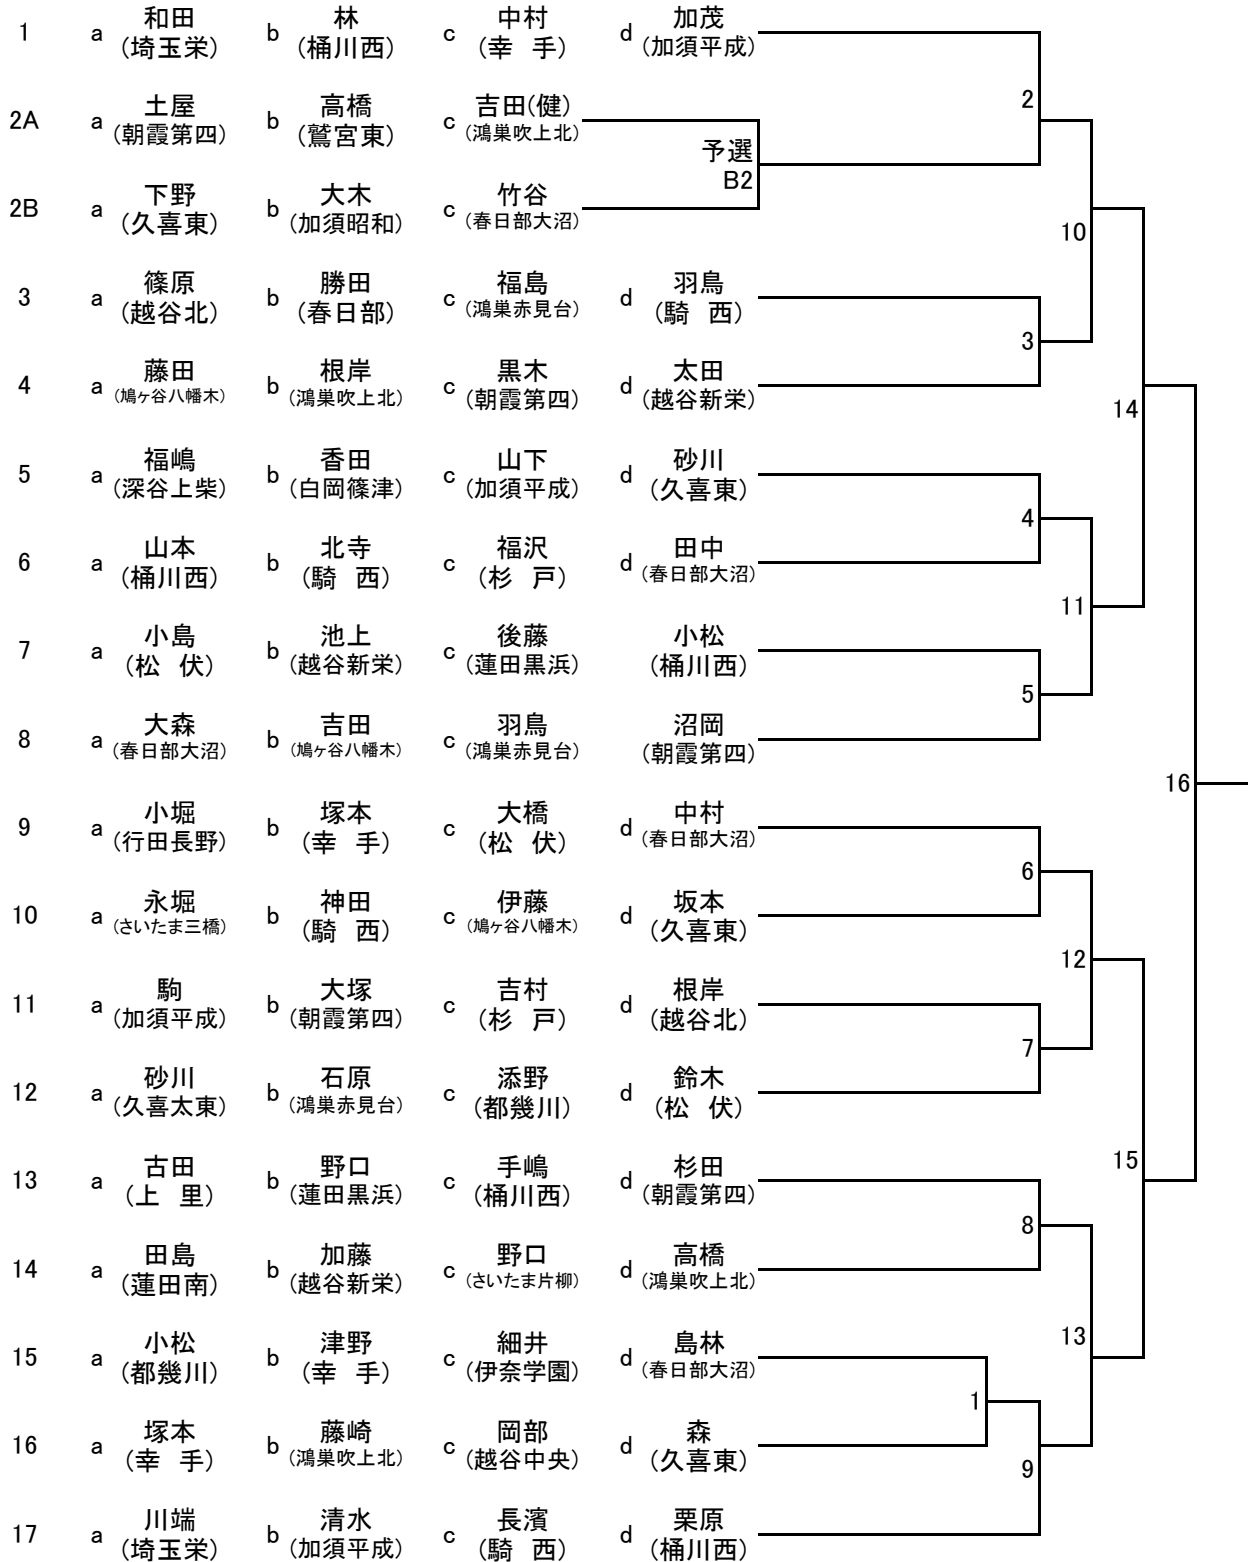 1 a 和田 b 林 c 中村 d 加茂
(埼玉栄) (桶川西) (幸 手) (加須平成)
2
2A a 土屋 b 高橋 c 吉田(健)
(朝霞第四) (鷲宮東) (鴻巣吹上北)
予選
B2
2B a 下野 b 大木 c 竹谷
(久喜東) (加須昭和) (春日部大沼)
10
3 a 篠原 b 勝田 c 福島 d 羽鳥
(越谷北) (春日部) (鴻巣赤見台) (騎 西)
3
4 a 藤田 b 根岸 c 黒木 d 太田
(鳩ヶ谷八幡木) (鴻巣吹上北) (朝霞第四) (越谷新栄)
14
5 a 福嶋 b 香田 c 山下 d 砂川
(深谷上柴) (白岡篠津) (加須平成) (久喜東)
4
6 a 山本 b 北寺 c 福沢 d 田中
(桶川西) (騎 西) (杉 戸) (春日部大沼)
11
7 a 小島 b 池上 c 後藤 小松
(松 伏) (越谷新栄) (蓮田黒浜) (桶川西)
5
8 a 大森 b 吉田 c 羽鳥 沼岡
(春日部大沼) (鳩ヶ谷八幡木) (鴻巣赤見台) (朝霞第四)
16
9 a 小堀 b 塚本 c 大橋 d 中村
(行田長野) (幸 手) (松 伏) (春日部大沼)
6
10 a 永堀 b 神田 c 伊藤 d 坂本
(さいたま三橋) (騎 西) (鳩ヶ谷八幡木) (久喜東)
12
11 a 駒 b 大塚 c 吉村 d 根岸
(加須平成) (朝霞第四) (杉 戸) (越谷北)
7
12 a 砂川 b 石原 c 添野 d 鈴木
(久喜太東) (鴻巣赤見台) (都幾川) (松 伏)
15
13 a 古田 b 野口 c 手嶋 d 杉田
(上 里) (蓮田黒浜) (桶川西) (朝霞第四)
8
14 a 田島 b 加藤 c 野口 d 高橋
(蓮田南) (越谷新栄) (さいたま片柳) (鴻巣吹上北)
13
15 a 小松 b 津野 c 細井 d 島林
(都幾川) (幸 手) (伊奈学園) (春日部大沼)
1
16 a 塚本 b 藤崎 c 岡部 d 森
(幸 手) (鴻巣吹上北) (越谷中央) (久喜東)
9
17 a 川端 b 清水 c 長濱 d 栗原
(埼玉栄) (加須平成) (騎 西) (桶川西)